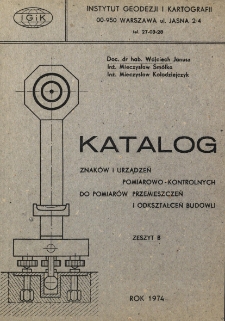 IGiK
INSTYTUT GEODEZJI I KARTOGRAFII
00-950 WARSZAWA ul. JASNA 2-4
tel. 27-03-28
Doc. dr hab. Wojciech Janusz
Inż. Mieczysław Smółka
Inż. Mieczysław Kołodziejczyk
KATALOG
ZNAKÓW I URZĄDZEŃ
POMIAROWO-KONTROLNYCH
DO POMIARÓW PRZEMIESZCZEŃ
I ODKSZTAŁCEŃ BUDOWLI
ZESZYT B
ROK 1974